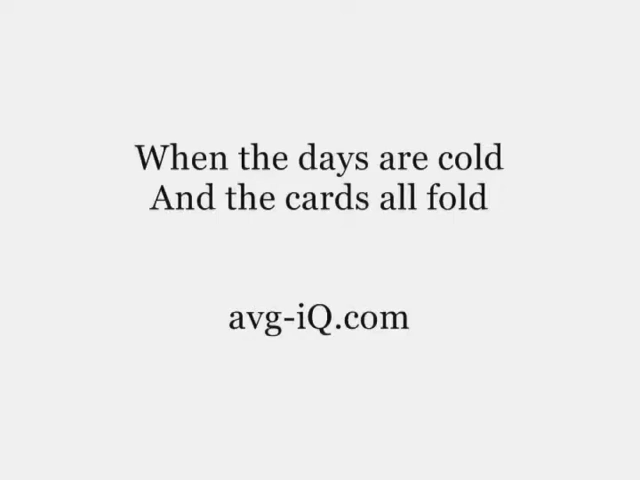 When the days are cold
And the cards all fold
avg-iQ.com